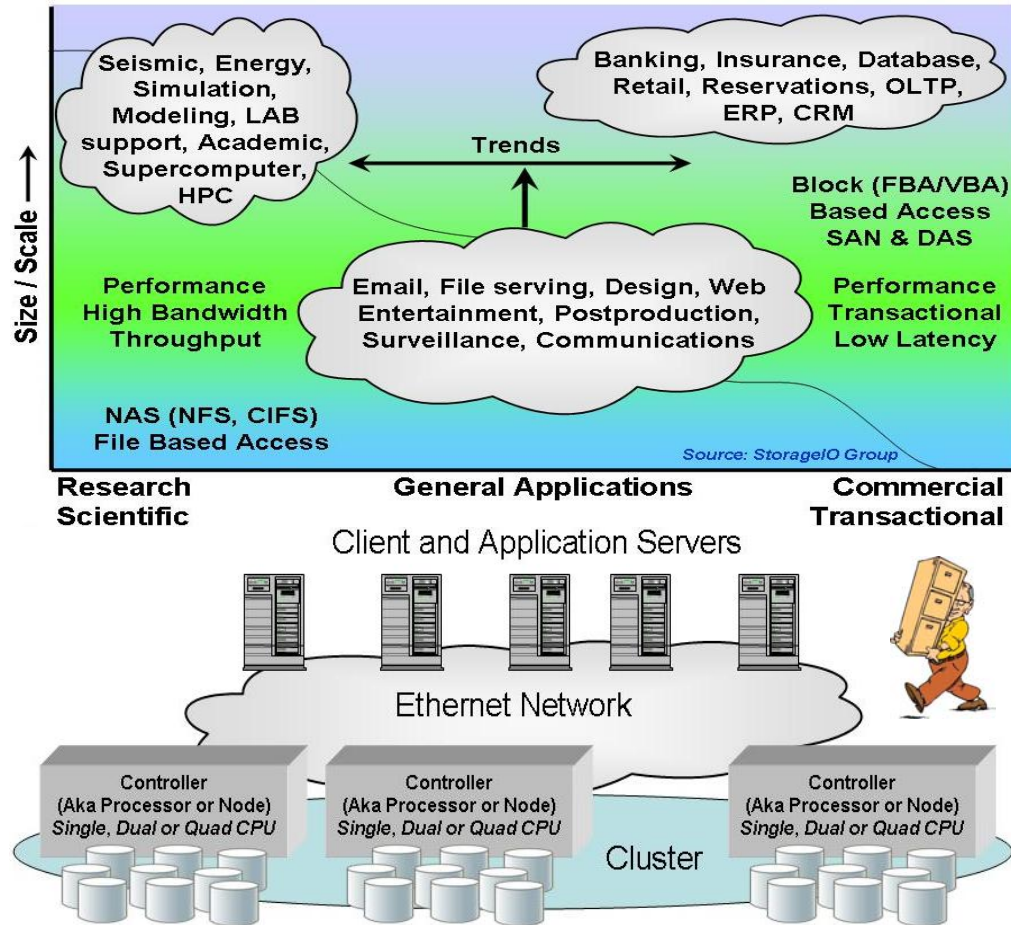 Seismic, Energy,
Simulation,
Modeling, LAB
support, Academic,
Supercomputer,
HPC
Banking, Insurance, Database,
Retail, Reservations, OLTP,
ERP, CRM
Trends
Block (FBA/VBA)
Based Access
SAN & DAS
Size / Scale
Performance
High Bandwidth
Throughput
Email, File serving, Design, Web
Entertainment, Postproduction,
Surveillance, Communications
Performance
Transactional
Low Latency
NAS (NFS, CIFS)
File Based Access
Source: StorageIO Group
Research
Scientific
General Applications
Commercial
Transactional
Client and Application Servers
Ethernet Network
Controller
(Aka Processor or Node)
Single, Dual or Quad CPU
Controller
(Aka Processor or Node)
Single, Dual or Quad CPU
Controller
(Aka Processor or Node)
Single, Dual or Quad CPU
Cluster